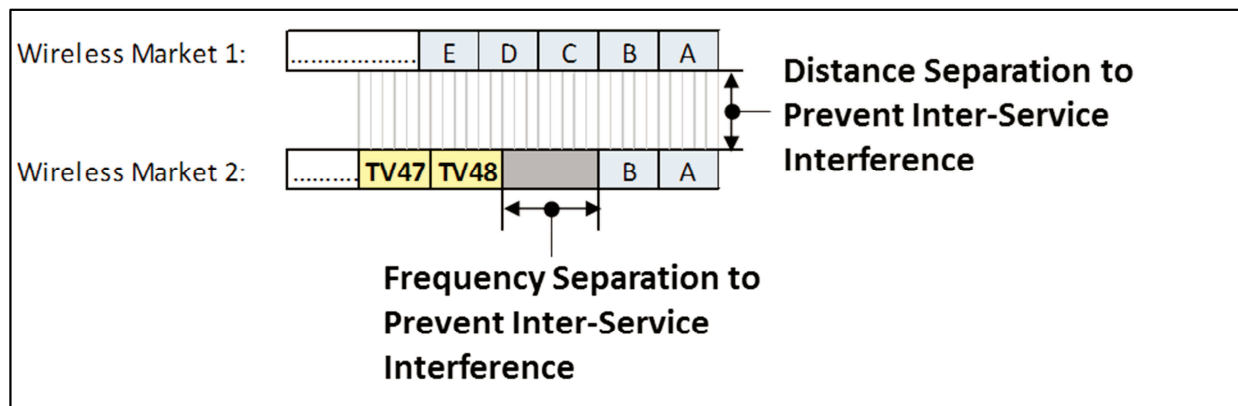 Wireless Market 1: .................. E D C B A
Distance Separation to
Prevent Inter-Service
Interference
Wireless Market 2: .......... TV47 TV48 B A
Frequency Separation to
Prevent Inter-Service
Interference